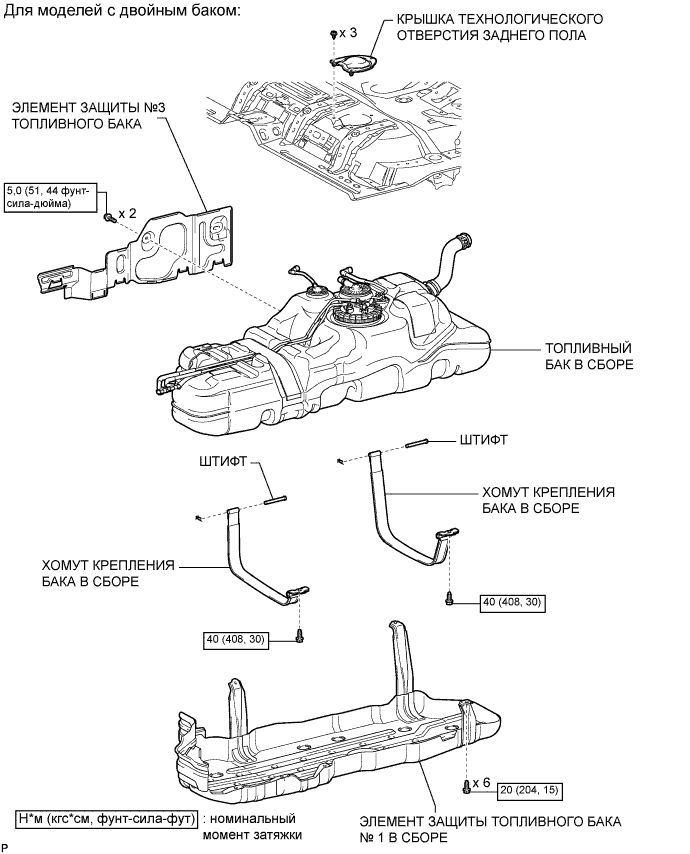 Для моделей с двойным баком:
x 3
КРЫШКА ТЕХНОЛОГИЧЕСКОГО
ОТВЕРСТИЯ ЗАДНЕГО ПОЛА
ЭЛЕМЕНТ ЗАЩИТЫ №3
ТОПЛИВНОГО БАКА
5,0 (51, 44 фунт-
сила-дюйма)
x 2
ТОПЛИВНЫЙ
БАК В СБОРЕ
ШТИФТ
ШТИФТ
ХОМУТ КРЕПЛЕНИЯ
БАКА В СБОРЕ
ХОМУТ КРЕПЛЕНИЯ
БАКА В СБОРЕ
40 (408, 30)
40 (408, 30)
x 6
20 (204, 15)
Н*м (кгс*см, фунт-сила-фут) : номинальный
момент затяжки
ЭЛЕМЕНТ ЗАЩИТЫ ТОПЛИВНОГО БАКА
№ 1 В СБОРЕ
P